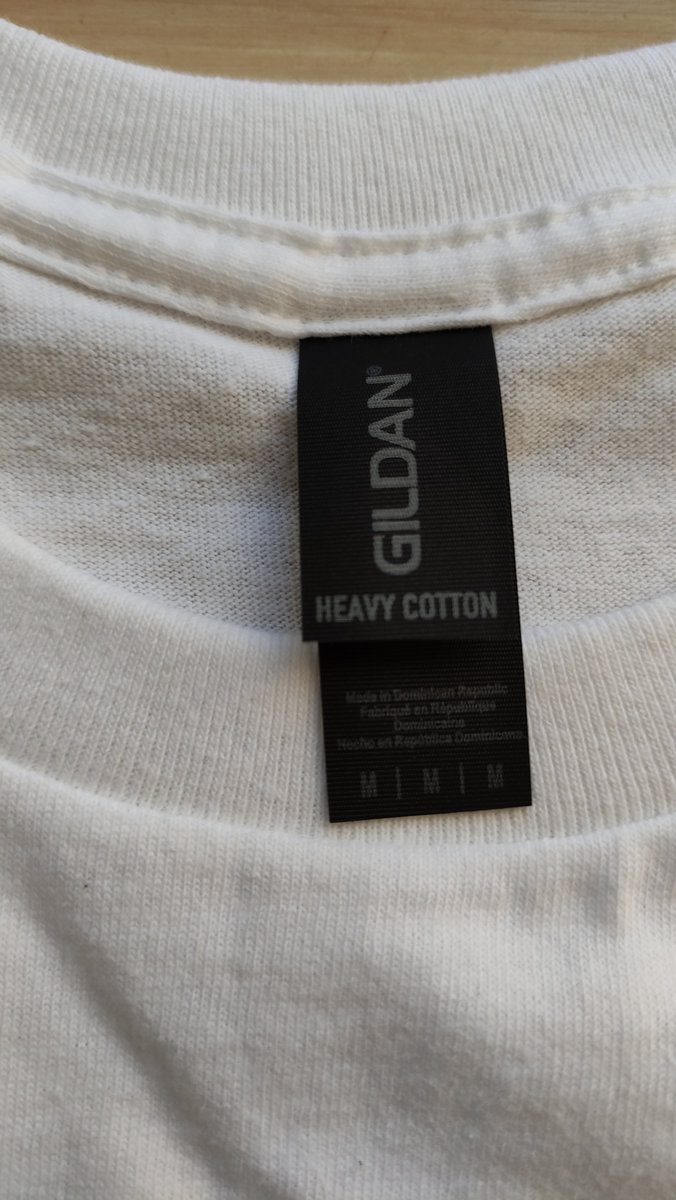 GILDAN®
HEAVY COTTON
Made in Dominican Republic
Fabriqué en République
Dominicaine
Hecho en República Dominicana.
M | M | M